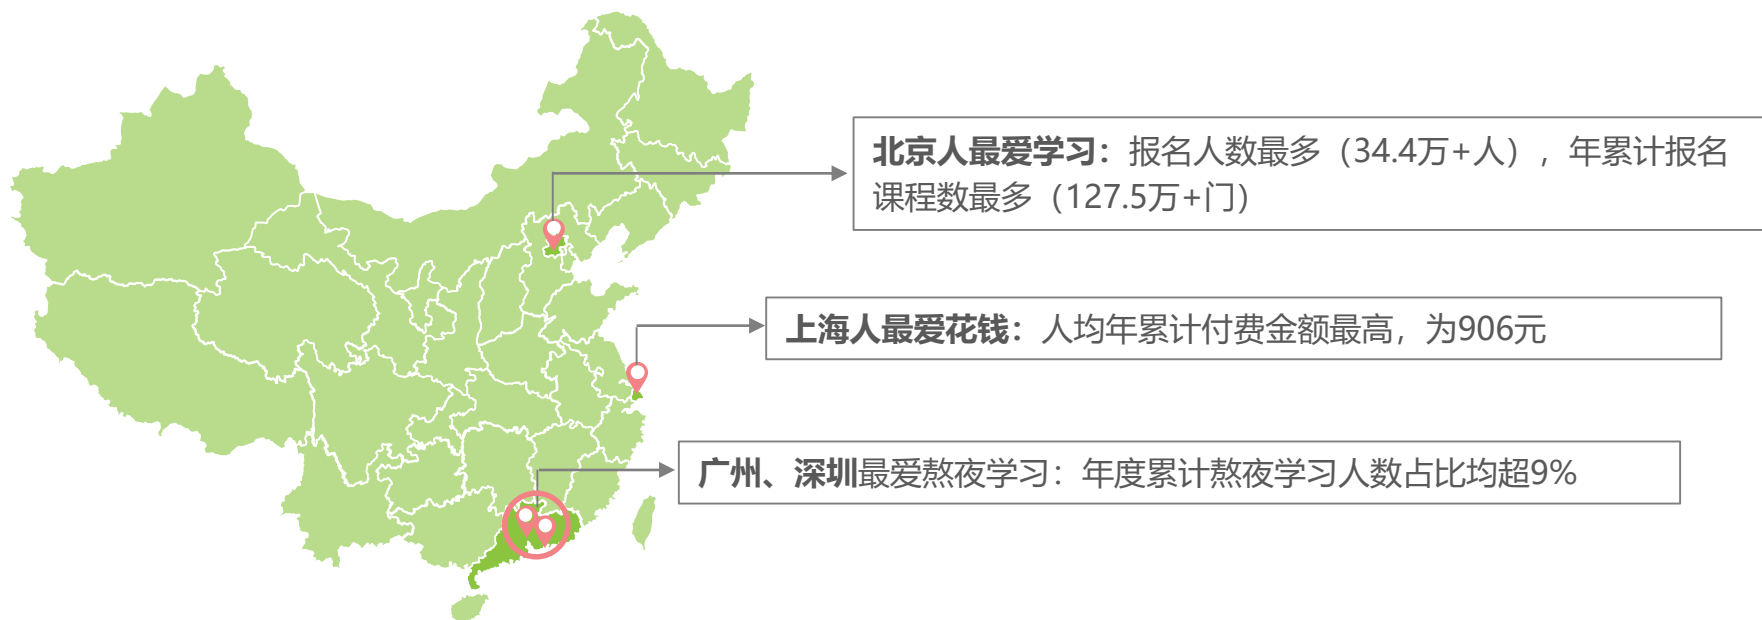 北京人最爱学习：报名人数最多（34.4万+人），年累计报名
课程数最多（127.5万+门）
上海人最爱花钱：人均年累计付费金额最高，为906元
广州、深圳最爱熬夜学习：年度累计熬夜学习人数占比均超9%